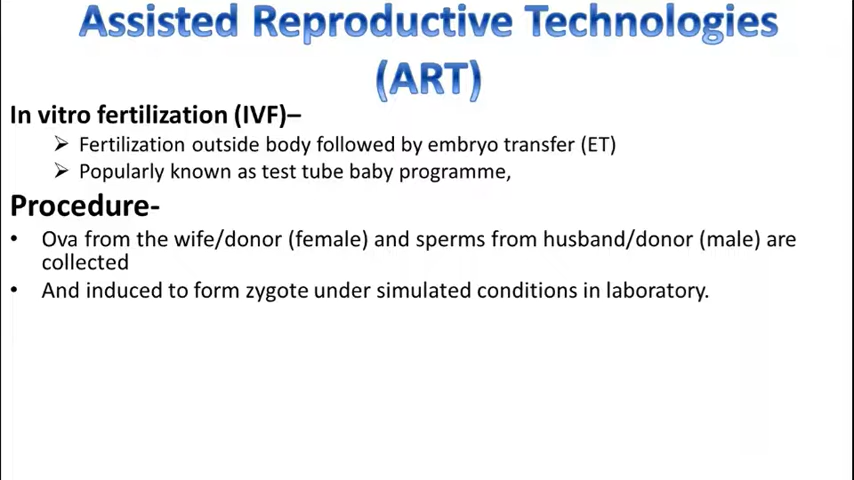 Assisted Reproductive Technologies
(ART)
In vitro fertilization (IVF)–
➢ Fertilization outside body followed by embryo transfer (ET)
➢ Popularly known as test tube baby programme,
Procedure-
• Ova from the wife/donor (female) and sperms from husband/donor (male) are
collected
• And induced to form zygote under simulated conditions in laboratory.